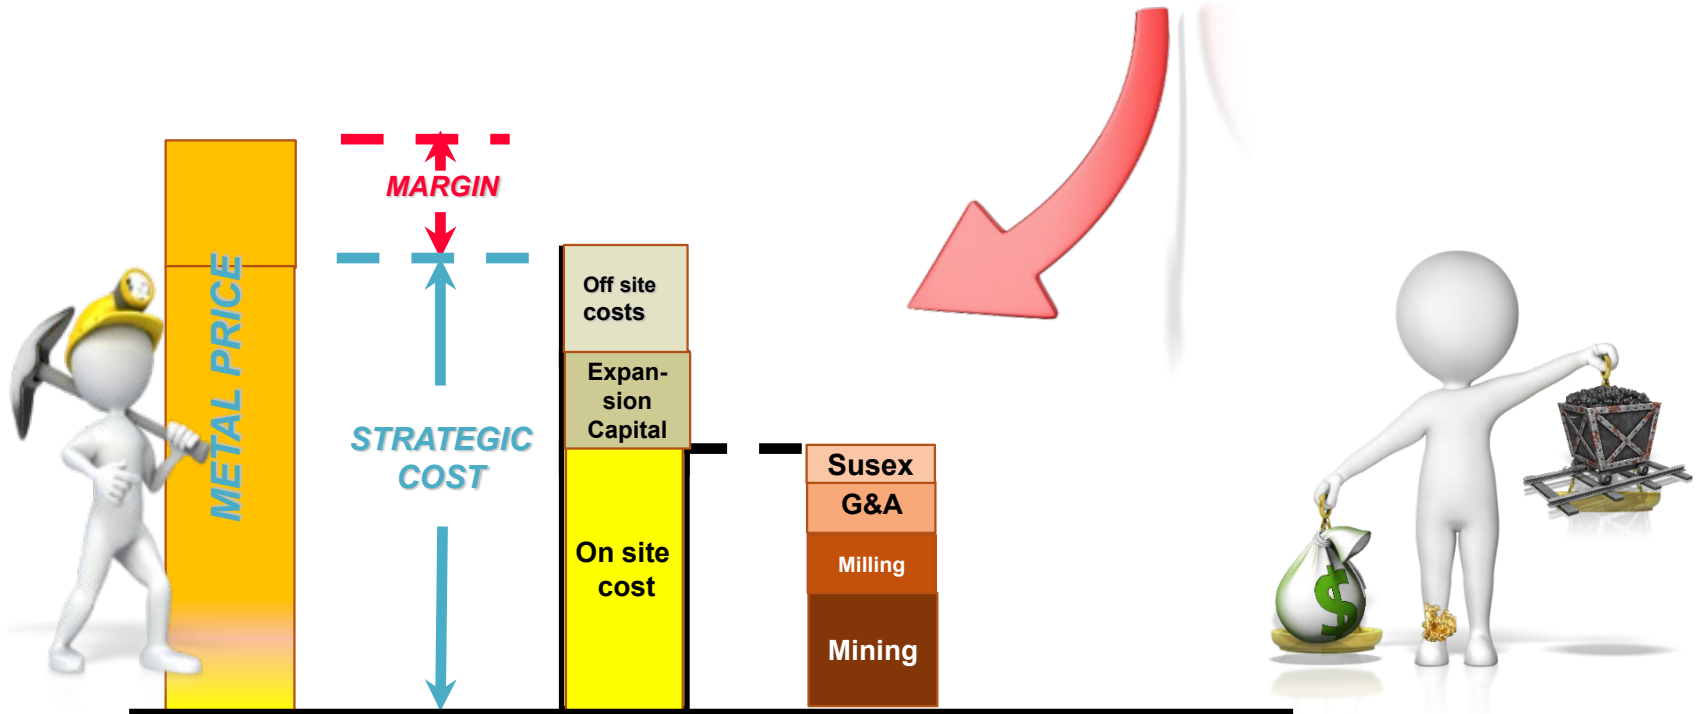 METAL PRICE
MARGIN
STRATEGIC
COST
Off site
costs
Expan-
sion
Capital
On site
cost
Susex
G&A
Milling
Mining
$